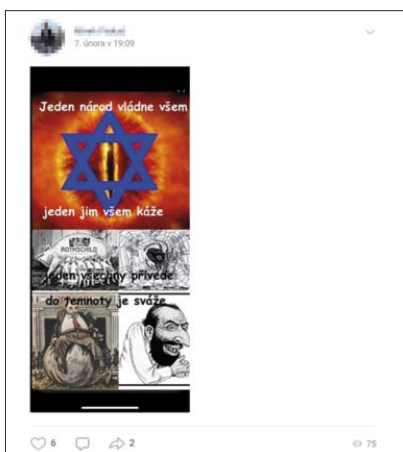 7. února v 19:09
Jeden národ vládne všem
jeden jim všem káže
ROTHSCHILD
jeden všechny přivede
do temnoty je sváže
6
2
75